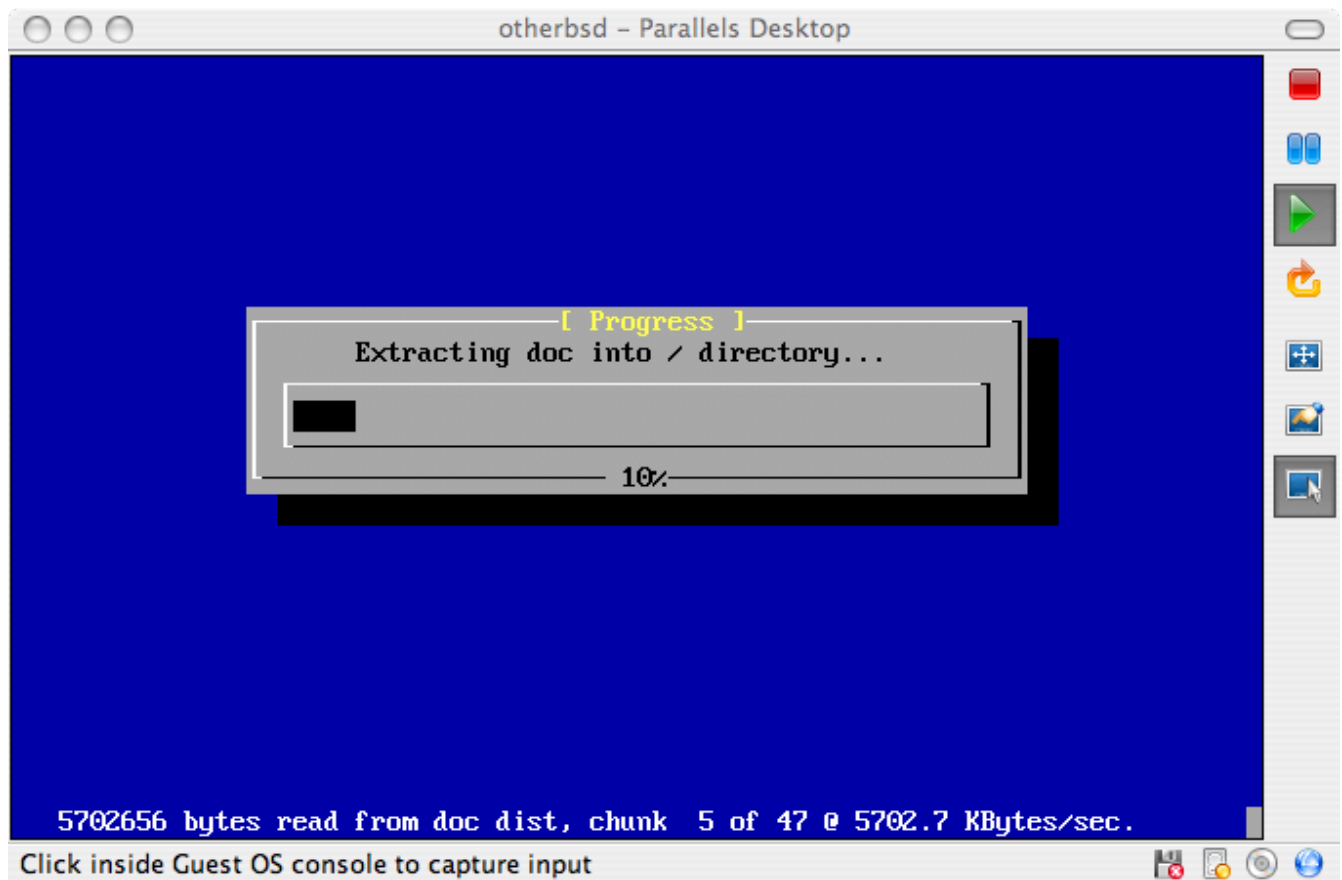 otherbsd – Parallels Desktop
[ Progress ]
Extracting doc into / directory...
10%
5702656 bytes read from doc dist, chunk  5 of 47 @ 5702.7 KBytes/sec.
Click inside Guest OS console to capture input